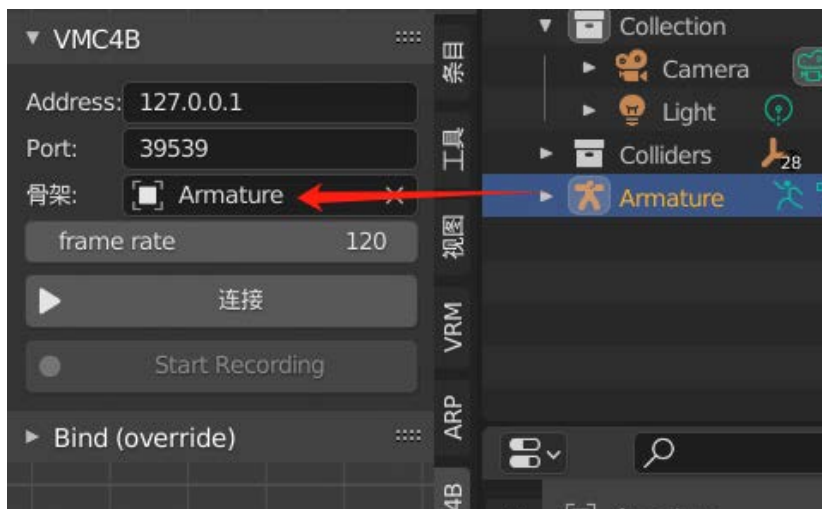 VMC4B
Address: 127.0.0.1
Port: 39539
骨架: Armature
frame rate 120
连接
Start Recording
Bind (override)
条目
工具
视图
VRM
ARP
4B
Collection
Camera
Light
Colliders 28
Armature